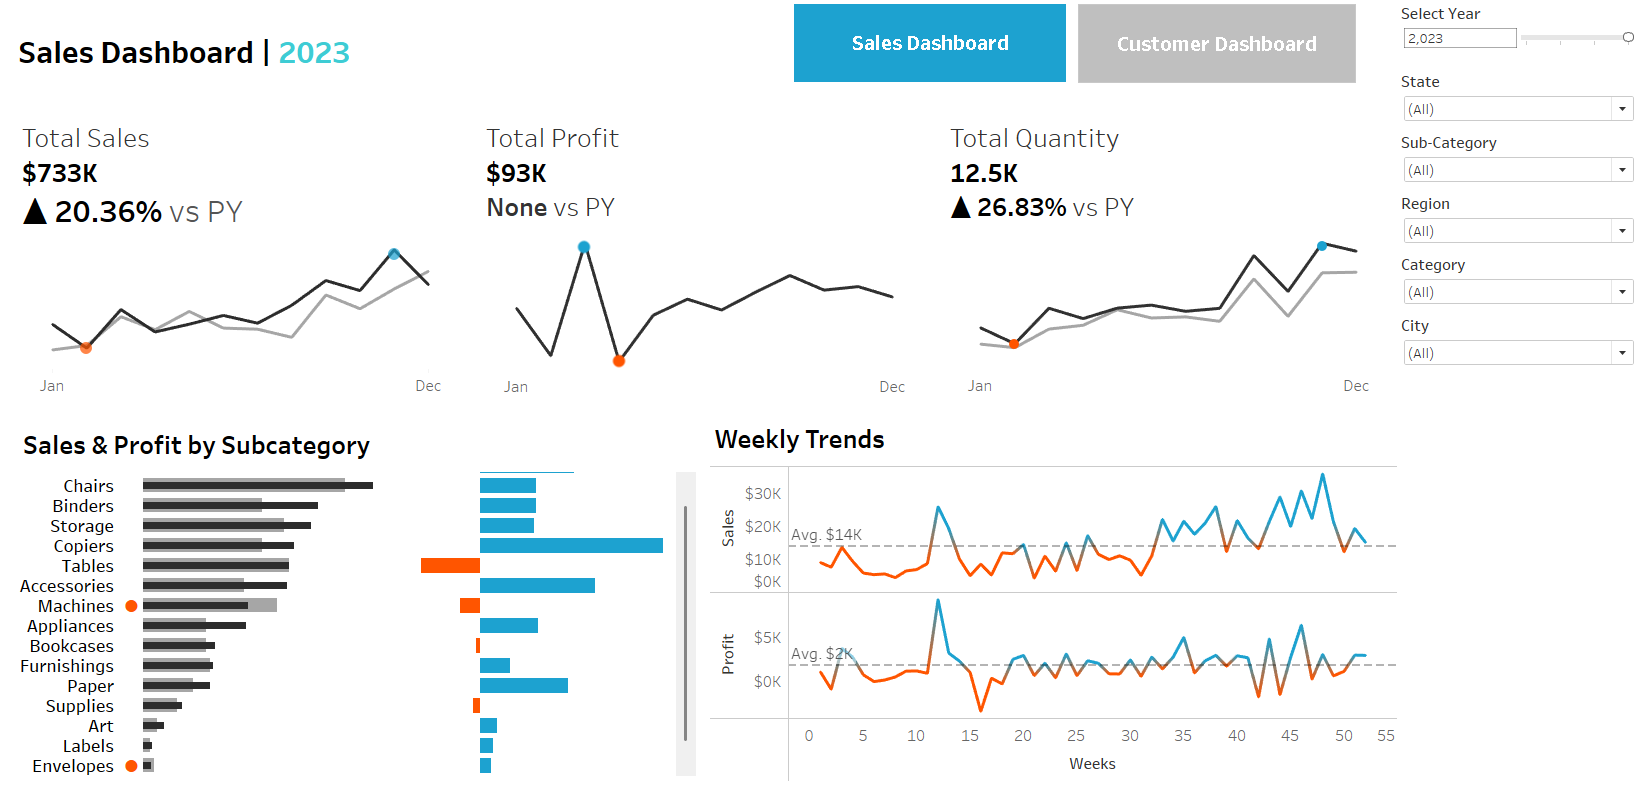 Sales Dashboard | 2023
Sales Dashboard
Customer Dashboard
Select Year
2,023
State
(All)
Sub-Category
(All)
Region
(All)
Category
(All)
City
(All)
Total Sales
$733K
▲ 20.36% vs PY
Jan
Dec
Total Profit
$93K
None vs PY
Jan
Dec
Total Quantity
12.5K
▲ 26.83% vs PY
Jan
Dec
Sales & Profit by Subcategory
Chairs
Binders
Storage
Copiers
Tables
Accessories
Machines
Appliances
Bookcases
Furnishings
Paper
Supplies
Art
Labels
Envelopes
Weekly Trends
Sales
$30K
$20K
$10K
$0K
Avg. $14K
Profit
$5K
$0K
Avg. $2K
0 5 10 15 20 25 30 35 40 45 50 55
Weeks